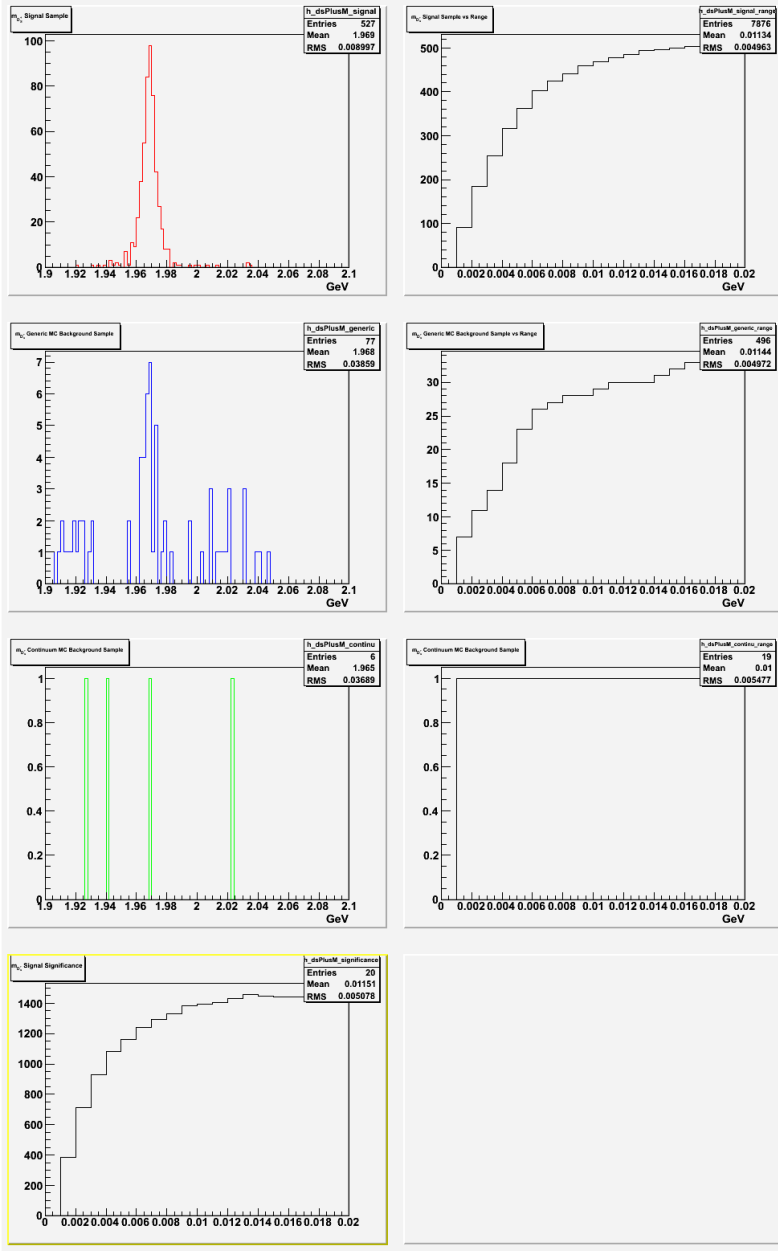 m_{D_s^+} Signal Sample
h_dsPlusM_signal
Entries 527
Mean 1.969
RMS 0.008997
100
80
60
40
20
0
1.9 1.92 1.94 1.96 1.98 2 2.02 2.04 2.06 2.08 2.1
GeV
m_{D_s^+} Signal Sample vs Range
h_dsPlusM_signal_range
Entries 7876
Mean 0.01134
RMS 0.004963
500
400
300
200
100
0
0 0.002 0.004 0.006 0.008 0.01 0.012 0.014 0.016 0.018 0.02
GeV
m_{D_s^+} Generic MC Background Sample
h_dsPlusM_generic
Entries 77
Mean 1.968
RMS 0.03859
7
6
5
4
3
2
1
0
1.9 1.92 1.94 1.96 1.98 2 2.02 2.04 2.06 2.08 2.1
GeV
m_{D_s^+} Generic MC Background Sample vs Range
h_dsPlusM_generic_range
Entries 496
Mean 0.01144
RMS 0.004972
30
25
20
15
10
5
0
0 0.002 0.004 0.006 0.008 0.01 0.012 0.014 0.016 0.018 0.02
GeV
m_{D_s^+} Continuum MC Background Sample
h_dsPlusM_continu
Entries 6
Mean 1.965
RMS 0.03689
1
0.8
0.6
0.4
0.2
0
1.9 1.92 1.94 1.96 1.98 2 2.02 2.04 2.06 2.08 2.1
GeV
m_{D_s^+} Continuum MC Background Sample
h_dsPlusM_continu_range
Entries 19
Mean 0.01
RMS 0.005477
1
0.8
0.6
0.4
0.2
0
0 0.002 0.004 0.006 0.008 0.01 0.012 0.014 0.016 0.018 0.02
GeV
m_{D_s^+} Signal Significance
h_dsPlusM_significance
Entries 20
Mean 0.01151
RMS 0.005078
1400
1200
1000
800
600
400
200
0
0 0.002 0.004 0.006 0.008 0.01 0.012 0.014 0.016 0.018 0.02